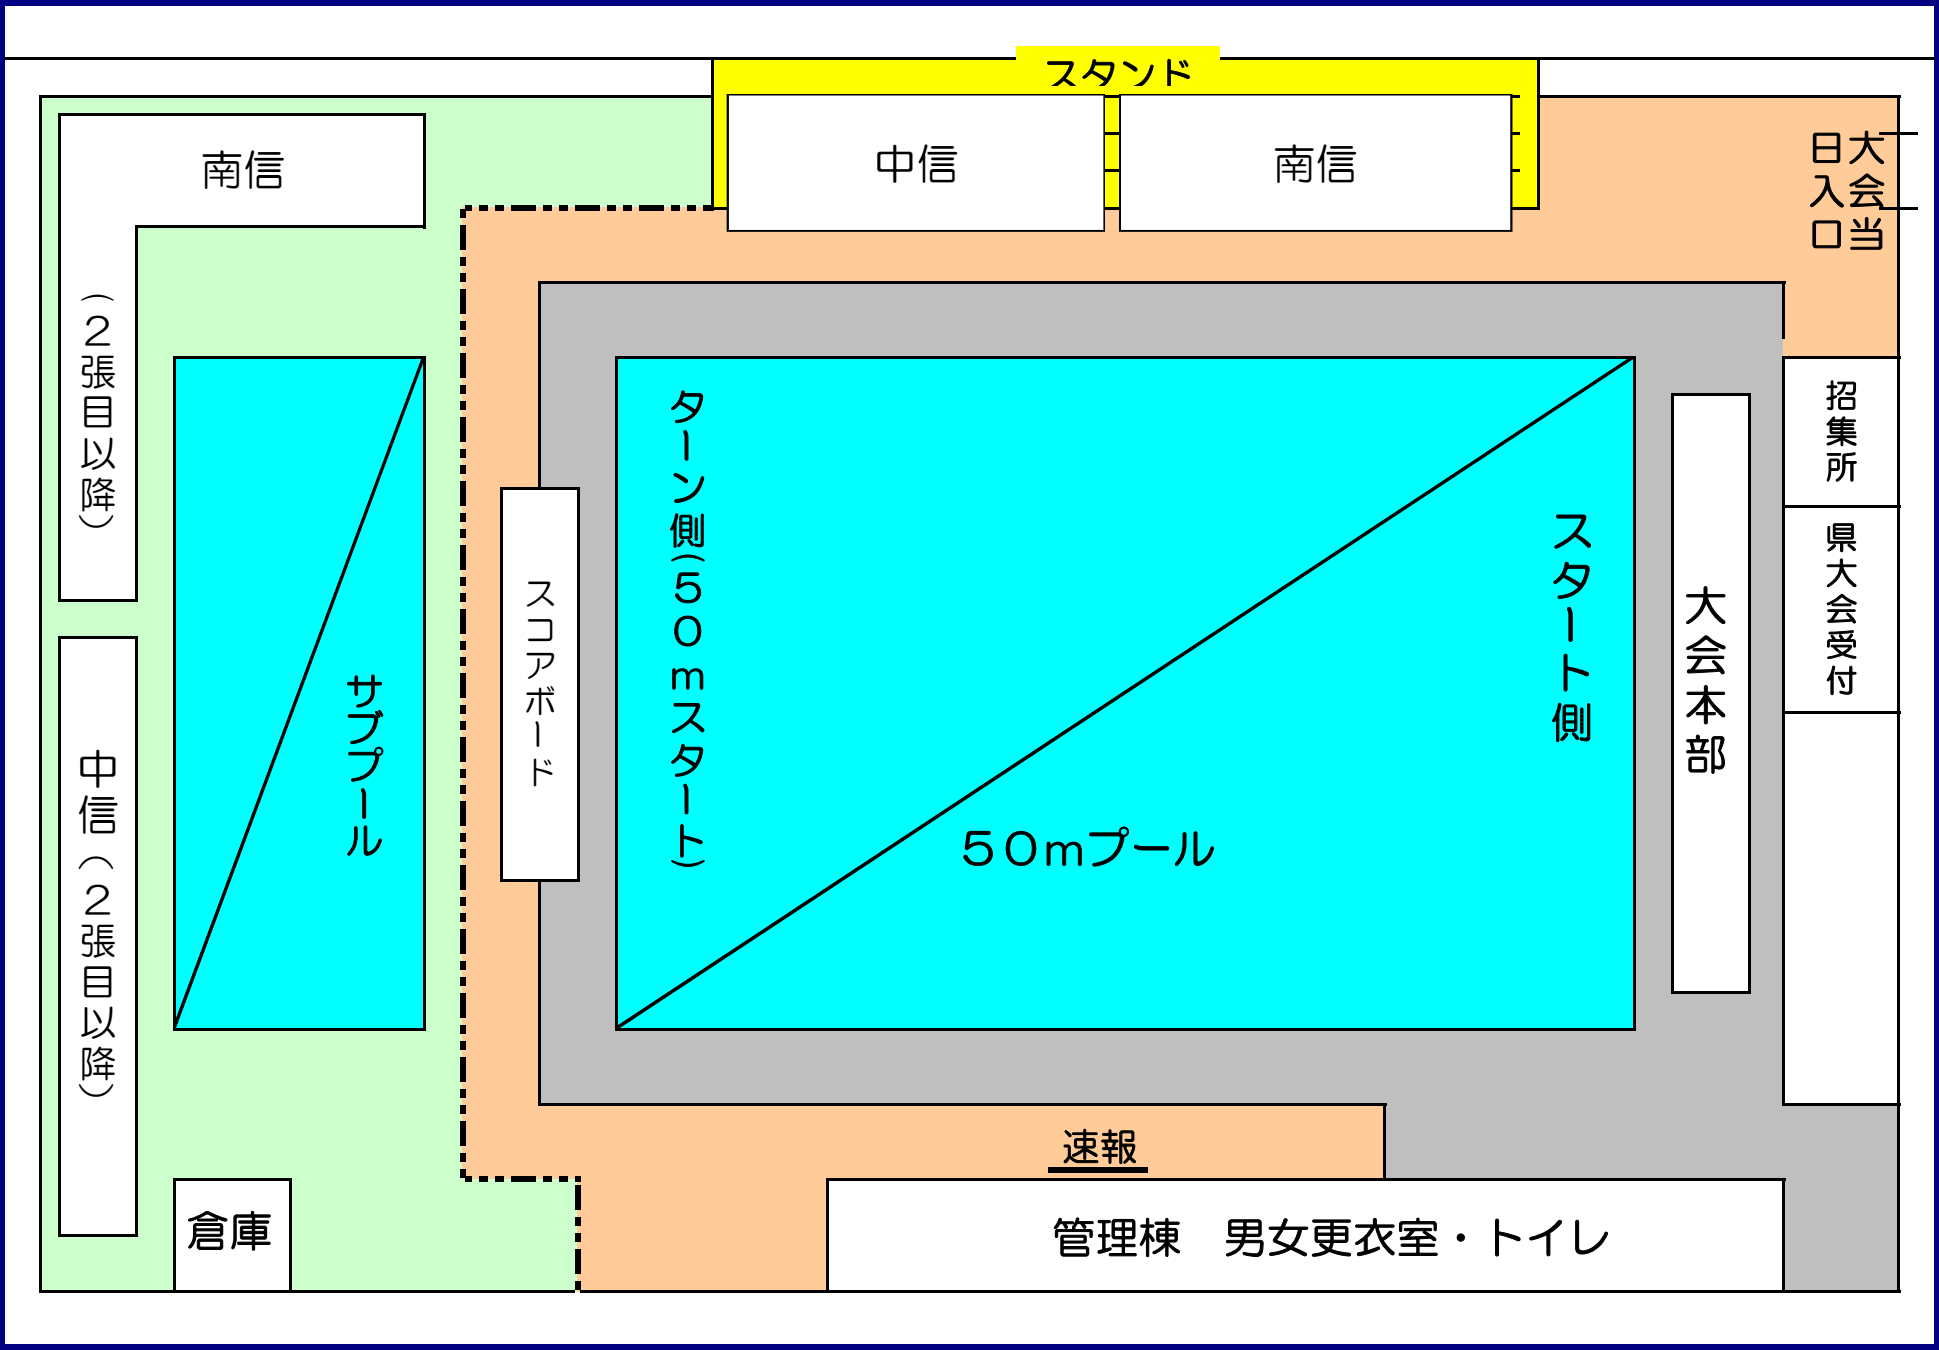 スタンド
中信
南信
大会当
日入口
南信
（２張目以降）
中信（２張目以降）
サブプール
スコアボード
ターン側（５０ｍスタート）
５０ｍプール
スタート側
大会本部
招集所
県大会受付
速報
倉庫
管理棟　男女更衣室・トイレ